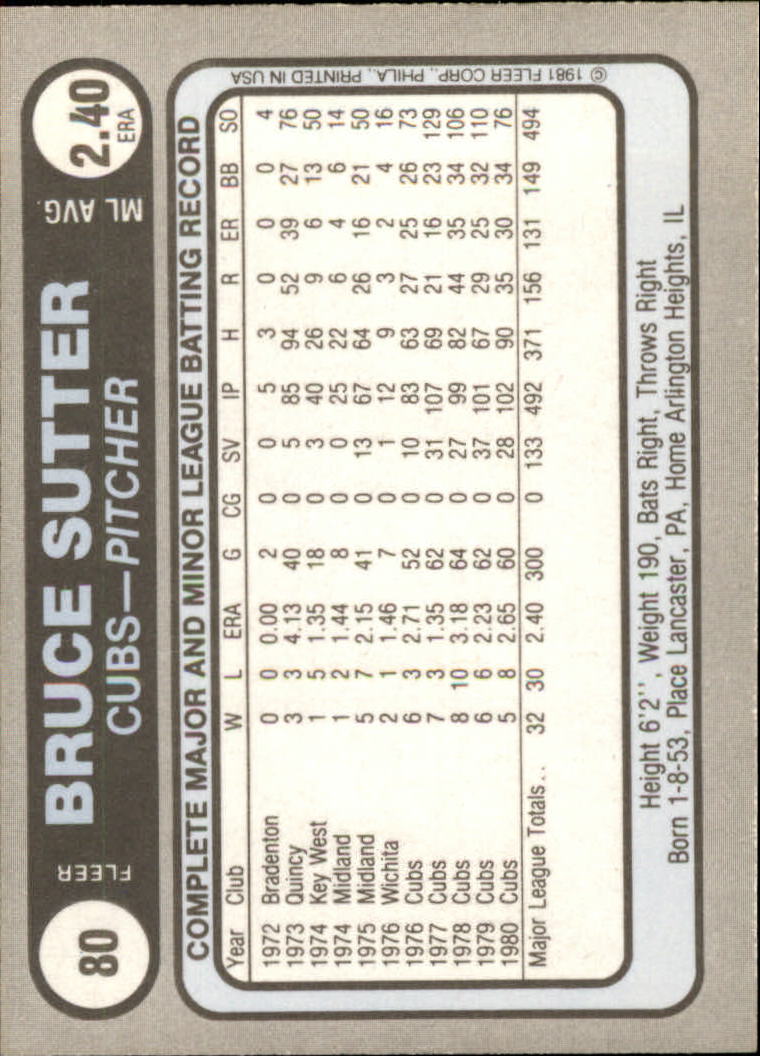 80 FLEER BRUCE SUTTER ML AVG. 2.40
CUBS—PITCHER ERA
COMPLETE MAJOR AND MINOR LEAGUE BATTING RECORD
Year Club W L ERA G CG SV IP H R ER BB SO
1972 Bradenton 0 0 0.00 2 0 0 5 3 0 0 0 4
1973 Quincy 3 3 4.13 40 0 5 85 94 52 39 27 76
1974 Key West 1 5 1.35 18 0 3 40 26 9 6 13 50
1974 Midland 1 2 1.44 8 0 0 25 22 6 4 6 14
1975 Midland 5 7 2.15 41 0 13 67 64 26 16 21 50
1976 Wichita 2 1 1.46 7 0 1 12 9 3 2 4 16
1976 Cubs 6 3 2.71 52 0 10 83 63 27 25 26 73
1977 Cubs 7 3 1.35 62 0 31 107 69 21 16 23 129
1978 Cubs 8 10 3.18 64 0 27 99 82 44 35 34 106
1979 Cubs 6 6 2.23 62 0 37 101 67 29 25 32 110
1980 Cubs 5 8 2.65 60 0 28 102 90 35 30 34 76
Major League Totals.. 32 30 2.40 300 0 133 492 371 156 131 149 494
© 1981 FLEER CORP., PHILA., PRINTED IN USA
Height 6'2'', Weight 190, Bats Right, Throws Right
Born 1-8-53, Place Lancaster, PA, Home Arlington Heights, IL